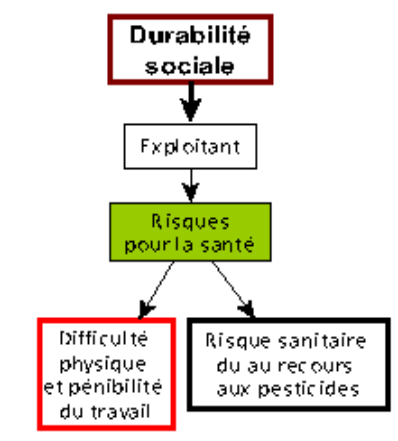 Durabilité
sociale
Exploitant
Risques
pour la santé
Difficulté
physique
et pénibilité
du travail
Risque sanitaire
du au recours
aux pesticides